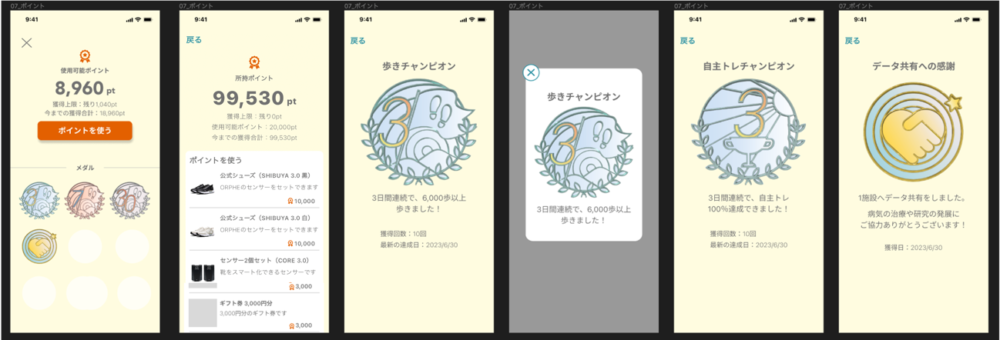 07_ポイント
9:41
使用可能ポイント
8,960 pt
獲得上限：残り1,040pt
今までの獲得合計：18,960pt
ポイントを使う
メダル
3
7
30
07_ポイント
9:41
戻る
所持ポイント
99,530 pt
獲得上限：残り0pt
使用可能ポイント：20,000pt
今までの獲得合計：99,530pt
ポイントを使う
公式シューズ（SHIBUYA 3.0 黒）
ORPHEのセンサーをセットできます
10,000
公式シューズ（SHIBUYA 3.0 白）
ORPHEのセンサーをセットできます
10,000
センサー2個セット（CORE 3.0）
靴をスマート化できるセンサーです
3,000
ギフト券 3,000円分
3,000円分のギフト券です
3,000
07_ポイント
9:41
戻る
歩きチャンピオン
3
3日間連続で、6,000歩以上
歩きました！
獲得回数：10回
最新の達成日：2023/6/30
07_ポイント
歩きチャンピオン
3
3日間連続で、6,000歩以上
歩きました！
07_ポイント
9:41
戻る
自主トレチャンピオン
3
3日間連続で、自主トレ
100%達成できました！
獲得回数：10回
最新の達成日：2023/6/30
07_ポイント
9:41
戻る
データ共有への感謝
1施設へデータ共有をしました。
病気の治療や研究の発展に
ご協力ありがとうございます！
獲得日：2023/6/30